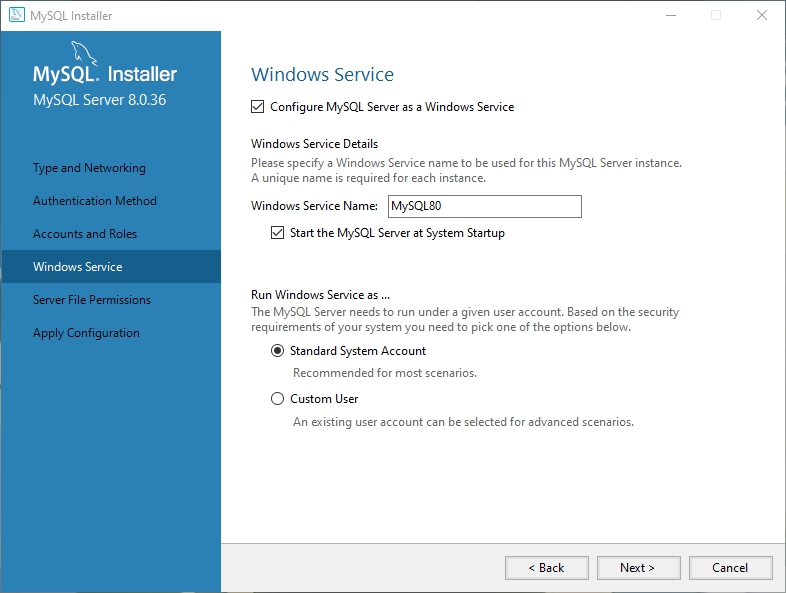 MySQL Installer
MySQL. Installer
MySQL Server 8.0.36
Type and Networking
Authentication Method
Accounts and Roles
Windows Service
Server File Permissions
Apply Configuration
Windows Service
Configure MySQL Server as a Windows Service
Windows Service Details
Please specify a Windows Service name to be used for this MySQL Server instance.
A unique name is required for each instance.
Windows Service Name: MySQL80
Start the MySQL Server at System Startup
Run Windows Service as ...
The MySQL Server needs to run under a given user account. Based on the security
requirements of your system you need to pick one of the options below.
Standard System Account
Recommended for most scenarios.
Custom User
An existing user account can be selected for advanced scenarios.
< Back Next > Cancel